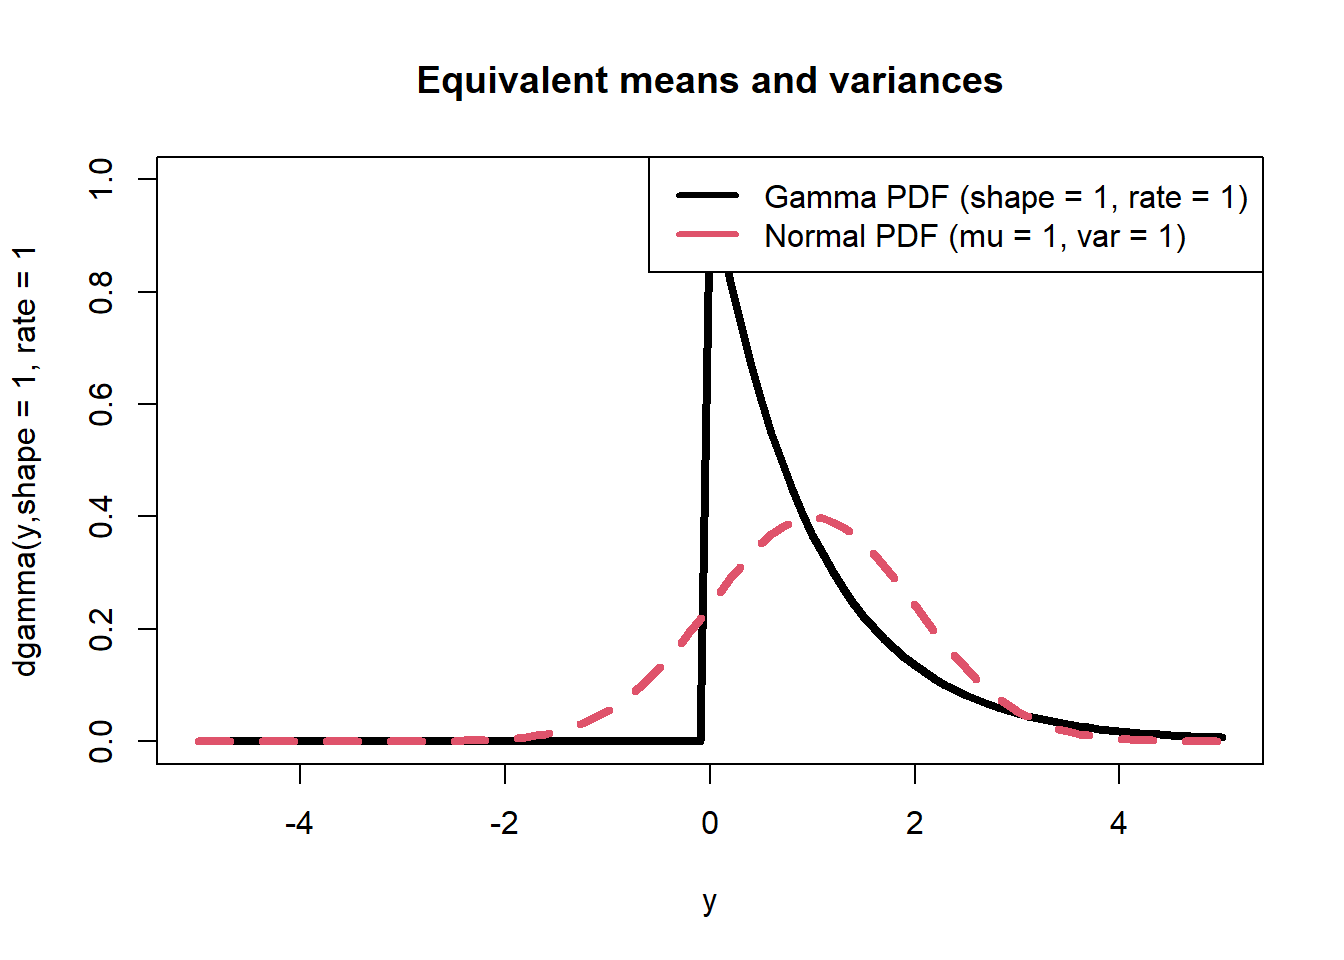 Equivalent means and variances
Gamma PDF (shape = 1, rate = 1)
Normal PDF (mu = 1, var = 1)
dgamma(y,shape = 1, rate = 1
1.0
0.8
0.6
0.4
0.2
0.0
-4 -2 0 2 4
y